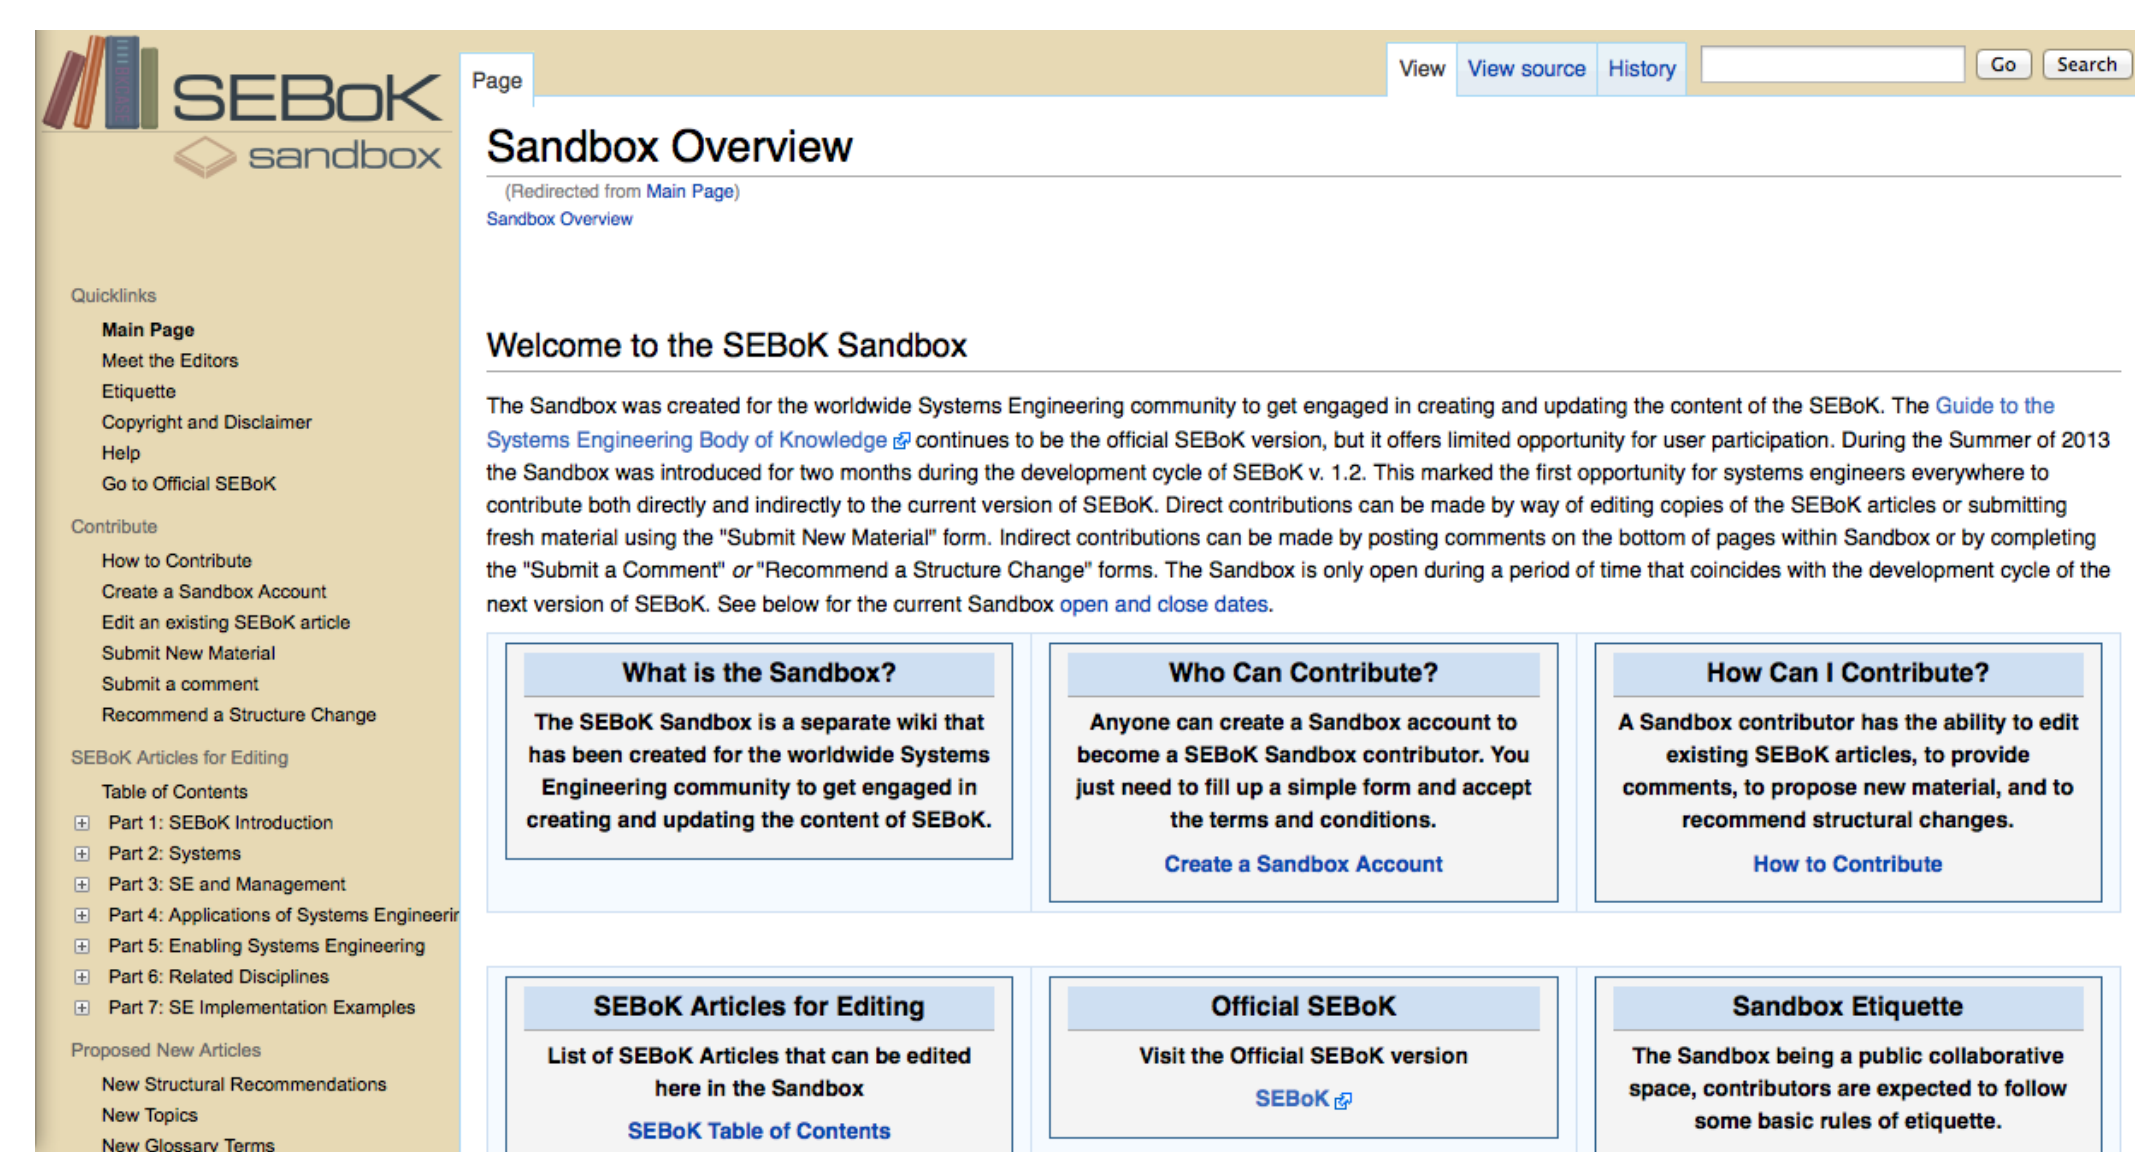 SEBoK
sandbox
Page
View
View source
History
Go
Search
Sandbox Overview
(Redirected from Main Page)
Sandbox Overview
Quicklinks
Main Page
Meet the Editors
Etiquette
Copyright and Disclaimer
Help
Go to Official SEBoK
Contribute
How to Contribute
Create a Sandbox Account
Edit an existing SEBoK article
Submit New Material
Submit a comment
Recommend a Structure Change
SEBoK Articles for Editing
Table of Contents
Part 1: SEBoK Introduction
Part 2: Systems
Part 3: SE and Management
Part 4: Applications of Systems Engineerin
Part 5: Enabling Systems Engineering
Part 6: Related Disciplines
Part 7: SE Implementation Examples
Proposed New Articles
New Structural Recommendations
New Topics
New Glossary Terms
Welcome to the SEBoK Sandbox
The Sandbox was created for the worldwide Systems Engineering community to get engaged in creating and updating the content of the SEBoK. The Guide to the
Systems Engineering Body of Knowledge continues to be the official SEBoK version, but it offers limited opportunity for user participation. During the Summer of 2013
the Sandbox was introduced for two months during the development cycle of SEBoK v. 1.2. This marked the first opportunity for systems engineers everywhere to
contribute both directly and indirectly to the current version of SEBoK. Direct contributions can be made by way of editing copies of the SEBoK articles or submitting
fresh material using the "Submit New Material" form. Indirect contributions can be made by posting comments on the bottom of pages within Sandbox or by completing
the "Submit a Comment" or "Recommend a Structure Change" forms. The Sandbox is only open during a period of time that coincides with the development cycle of the
next version of SEBoK. See below for the current Sandbox open and close dates.
What is the Sandbox?
The SEBoK Sandbox is a separate wiki that
has been created for the worldwide Systems
Engineering community to get engaged in
creating and updating the content of SEBoK.
Who Can Contribute?
Anyone can create a Sandbox account to
become a SEBoK Sandbox contributor. You
just need to fill up a simple form and accept
the terms and conditions.
Create a Sandbox Account
How Can I Contribute?
A Sandbox contributor has the ability to edit
existing SEBoK articles, to provide
comments, to propose new material, and to
recommend structural changes.
How to Contribute
SEBoK Articles for Editing
List of SEBoK Articles that can be edited
here in the Sandbox
SEBoK Table of Contents
Official SEBoK
Visit the Official SEBoK version
SEBoK
Sandbox Etiquette
The Sandbox being a public collaborative
space, contributors are expected to follow
some basic rules of etiquette.